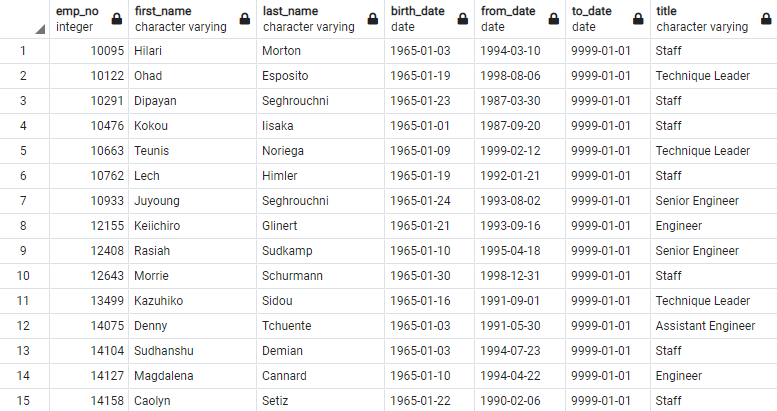 emp_no first_name last_name birth_date from_date to_date title
integer character varying character varying date date date character varying
1 10095 Hilari Morton 1965-01-03 1994-03-10 9999-01-01 Staff
2 10122 Ohad Esposito 1965-01-19 1998-08-06 9999-01-01 Technique Leader
3 10291 Dipayan Seghrouchni 1965-01-23 1987-03-30 9999-01-01 Staff
4 10476 Kokou Iisaka 1965-01-01 1987-09-20 9999-01-01 Staff
5 10663 Teunis Noriega 1965-01-09 1999-02-12 9999-01-01 Technique Leader
6 10762 Lech Himler 1965-01-19 1992-01-21 9999-01-01 Staff
7 10933 Juyoung Seghrouchni 1965-01-24 1993-08-02 9999-01-01 Senior Engineer
8 12155 Keiichiro Glinert 1965-01-21 1993-09-16 9999-01-01 Engineer
9 12408 Rasiah Sudkamp 1965-01-10 1995-04-18 9999-01-01 Senior Engineer
10 12643 Morrie Schurmann 1965-01-30 1998-12-31 9999-01-01 Staff
11 13499 Kazuhiko Sidou 1965-01-16 1991-09-01 9999-01-01 Technique Leader
12 14075 Denny Tchuente 1965-01-03 1991-05-30 9999-01-01 Assistant Engineer
13 14104 Sudhanshu Demian 1965-01-03 1994-07-23 9999-01-01 Staff
14 14127 Magdalena Cannard 1965-01-10 1994-04-22 9999-01-01 Engineer
15 14158 Caolyn Setiz 1965-01-22 1990-02-06 9999-01-01 Staff